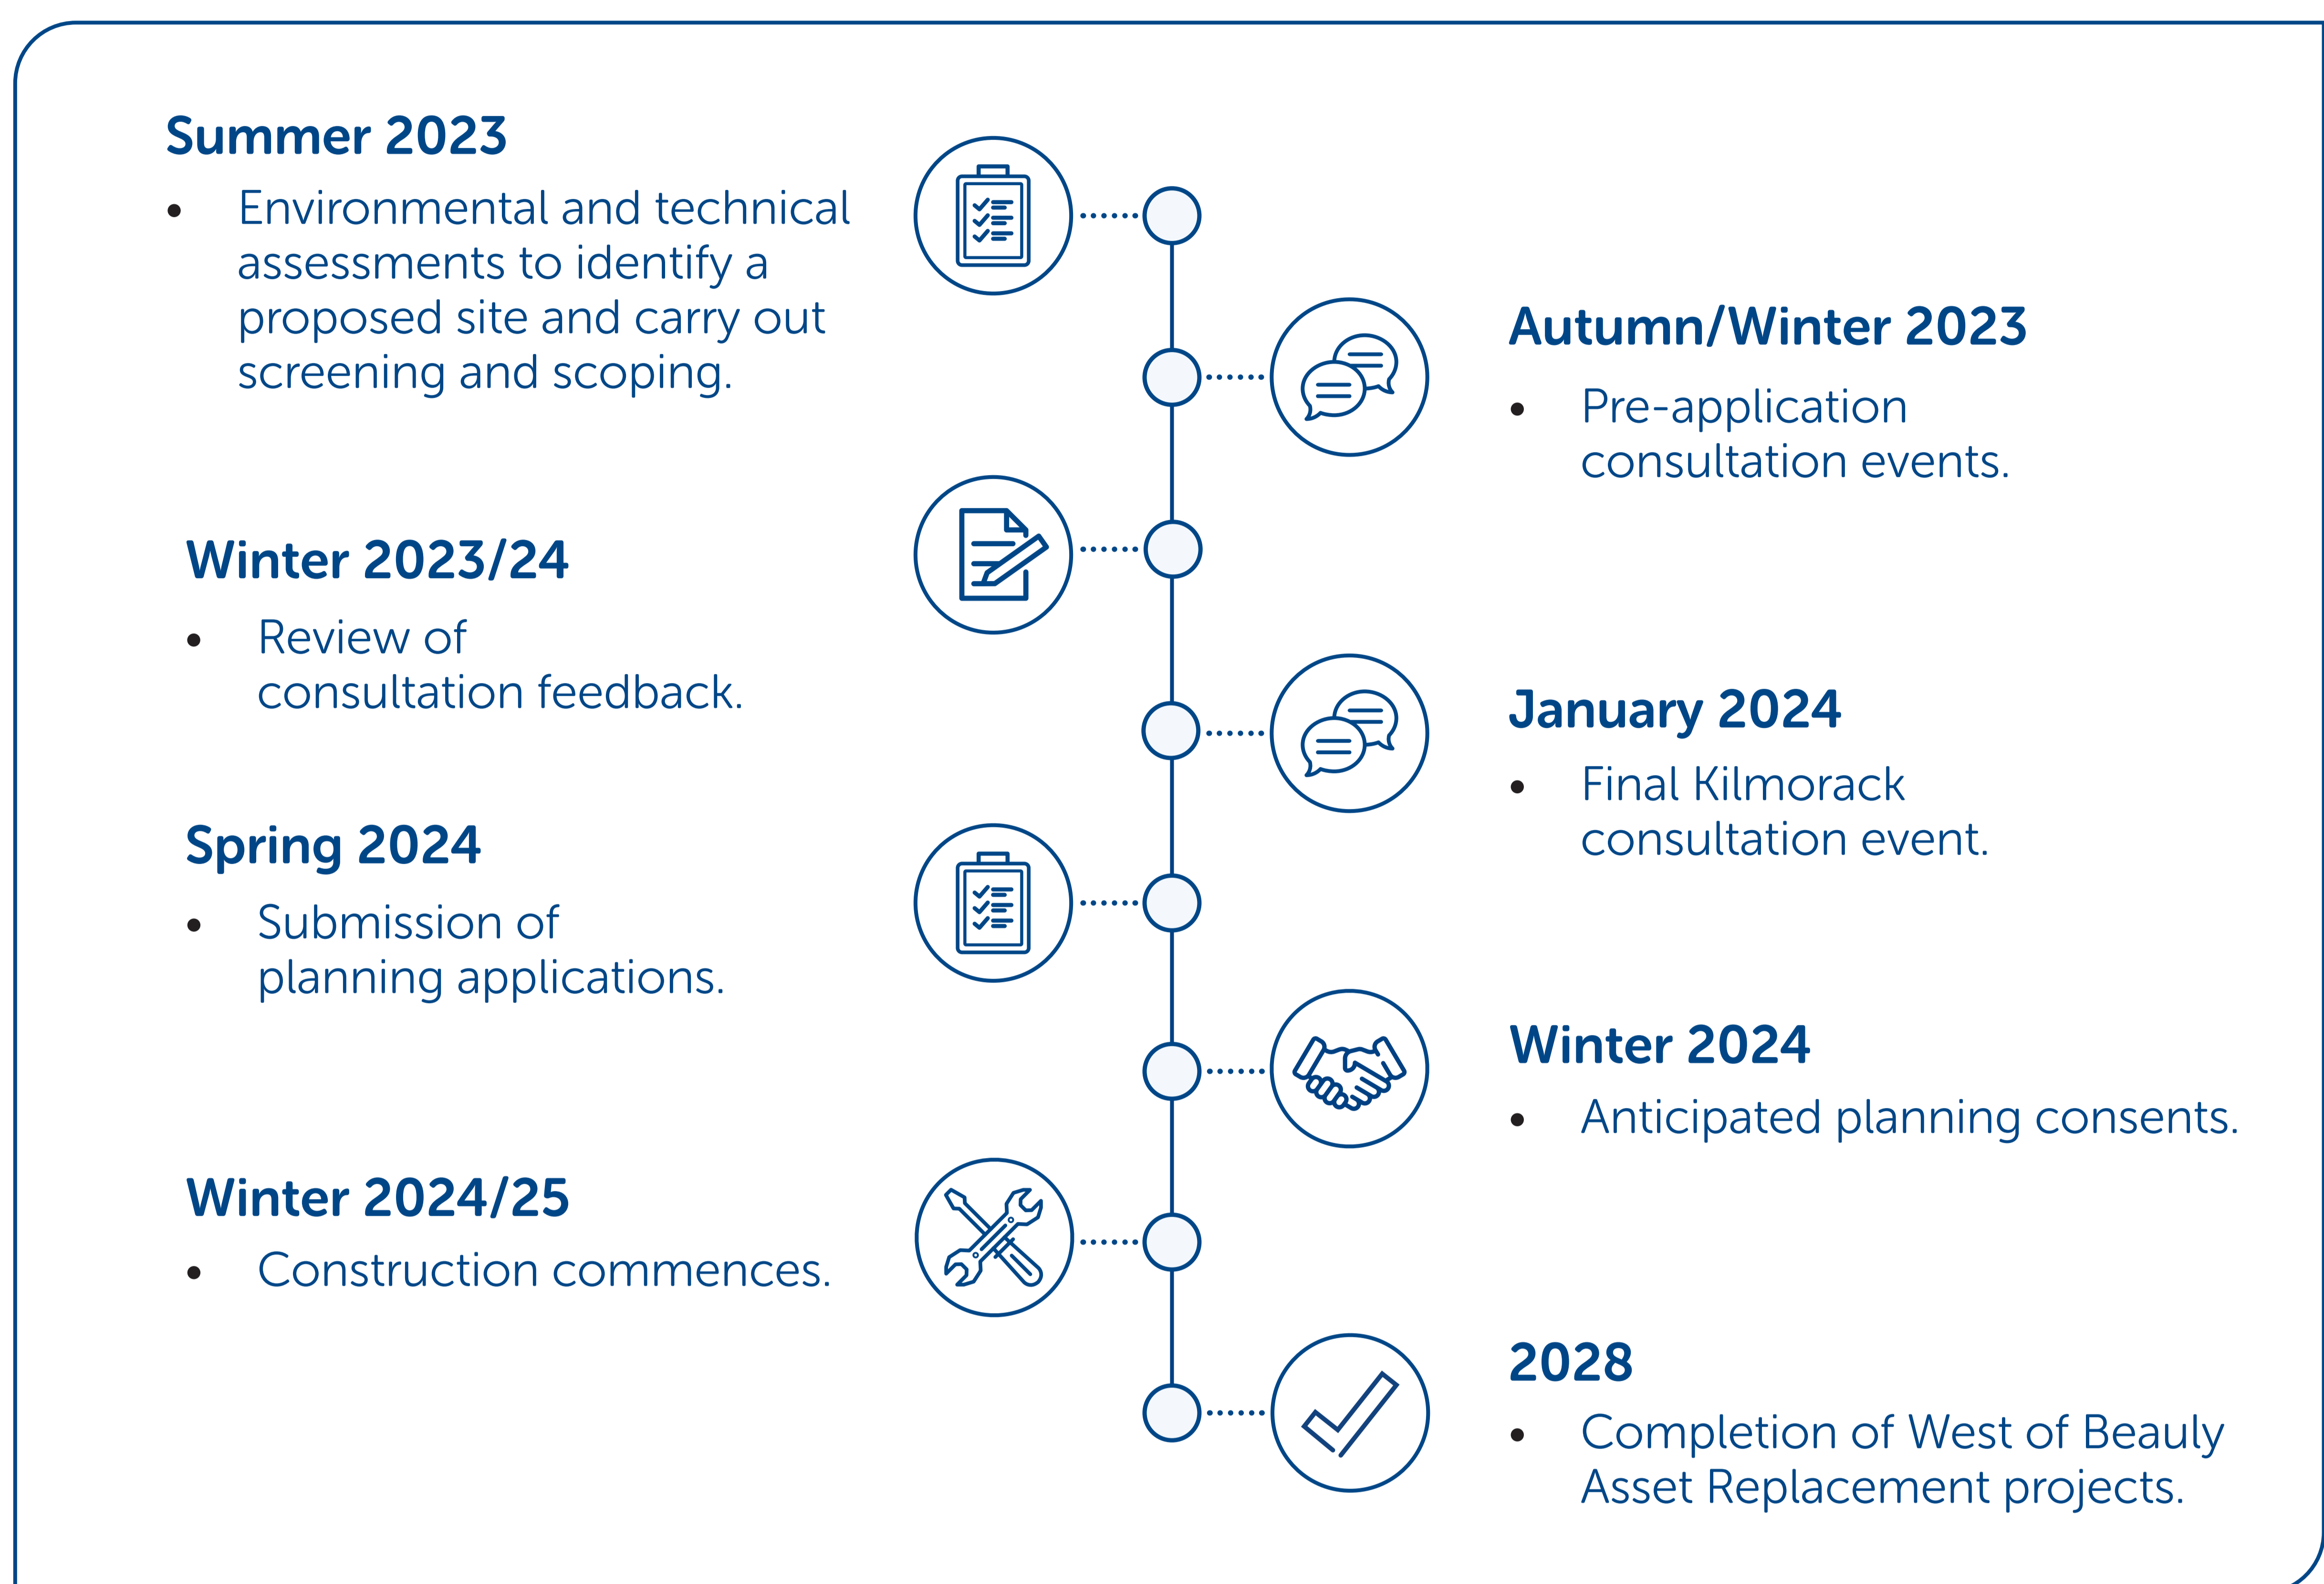 Summer 2023
• Environmental and technical
assessments to identify a
proposed site and carry out
screening and scoping.
Autumn/Winter 2023
• Pre-application
consultation events.
Winter 2023/24
• Review of
consultation feedback.
January 2024
• Final Kilmorack
consultation event.
Spring 2024
• Submission of
planning applications.
Winter 2024
• Anticipated planning consents.
Winter 2024/25
• Construction commences.
2028
• Completion of West of Beauly
Asset Replacement projects.